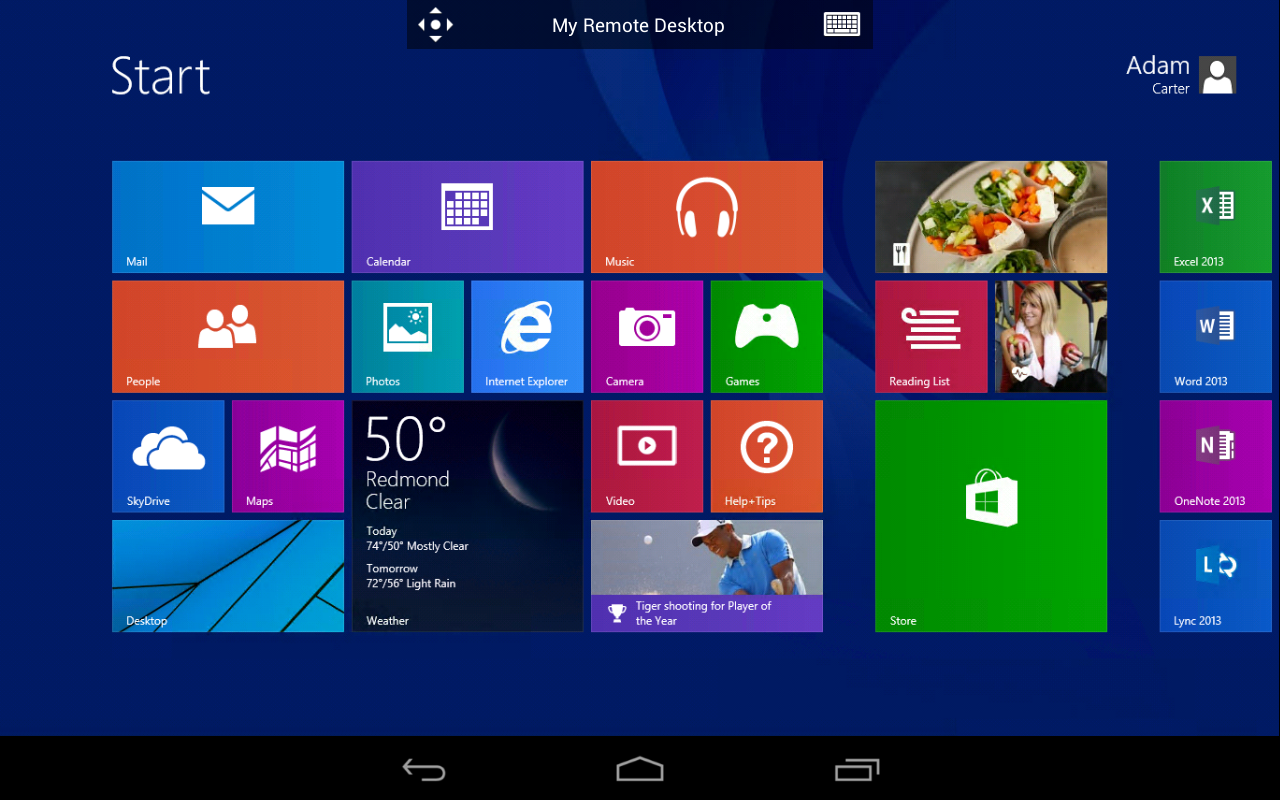 My Remote Desktop
Start
Adam
Carter
Mail
Calendar
Music
Excel 2013
X
People
Photos
Internet Explorer
Camera
Games
Reading List
W
Word 2013
SkyDrive
Maps
50°
Redmond
Clear
Today
74°/50° Mostly Clear
Tomorrow
72°/56° Light Rain
Weather
Video
Help+Tips
N
OneNote 2013
Desktop
Tiger shooting for Player of
the Year
Store
L
Lync 2013